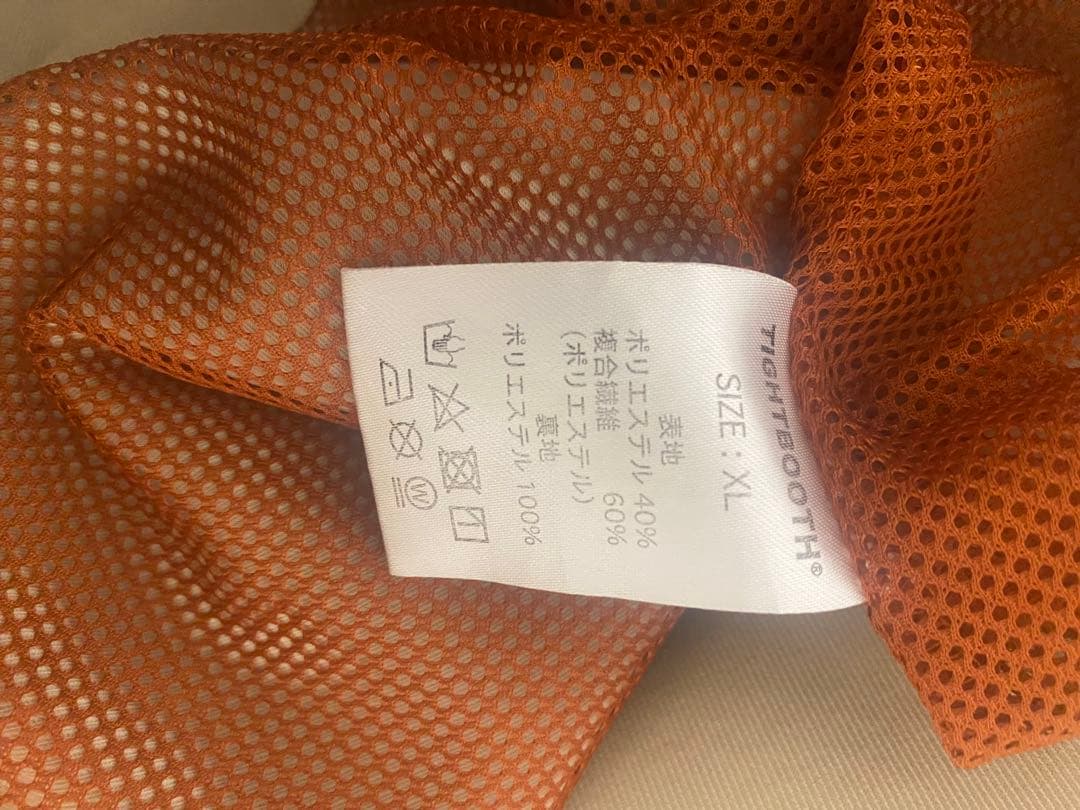 TIGHTBOOTH®
SIZE : XL
表地
ポリエステル 40%
複合繊維 60%
(ポリエステル)
裏地
ポリエステル 100%
W